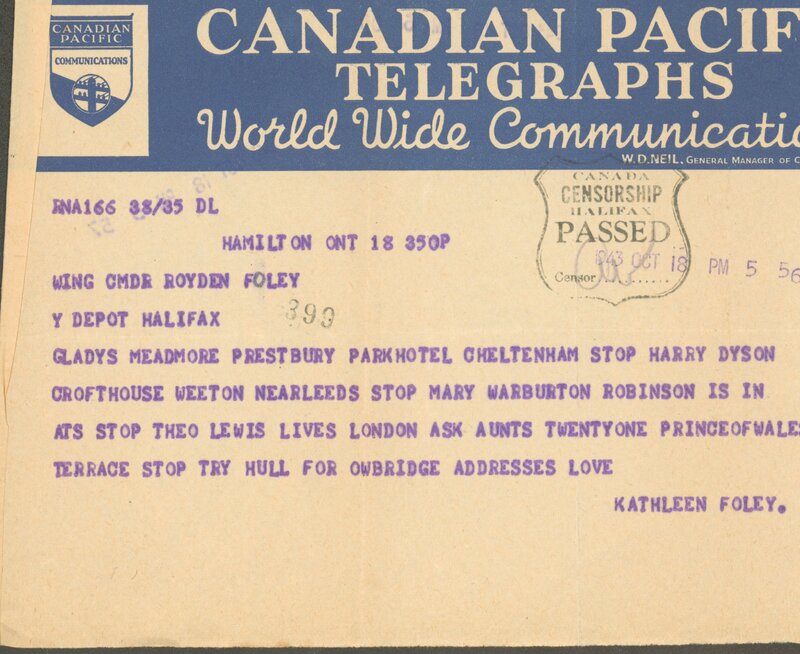 CANADIAN PACIFIC
COMMUNICATIONS
CANADIAN PACIF
TELEGRAPHS
World Wide Communicatio
W.D.NEIL, GENERAL MANAGER OF C
CANADA
CENSORSHIP
HALIFAX
PASSED
Censor
1943 OCT 18 PM 5 56
RNA166 38/35 DL
HAMILTON ONT 18 350P
WING CMDR ROYDEN FOLEY
Y DEPOT HALIFAX
399
GLADYS MEADMORE PRESTBURY PARKHOTEL CHELTENHAM STOP HARRY DYSON
CROFTHOUSE WEETON NEARLEEDS STOP MARY WARBURTON ROBINSON IS IN
ATS STOP THEO LEWIS LIVES LONDON ASK AUNTS TWENTYONE PRINCEOFWALES
TERRACE STOP TRY HULL FOR OWBRIDGE ADDRESSES LOVE
KATHLEEN FOLEY.